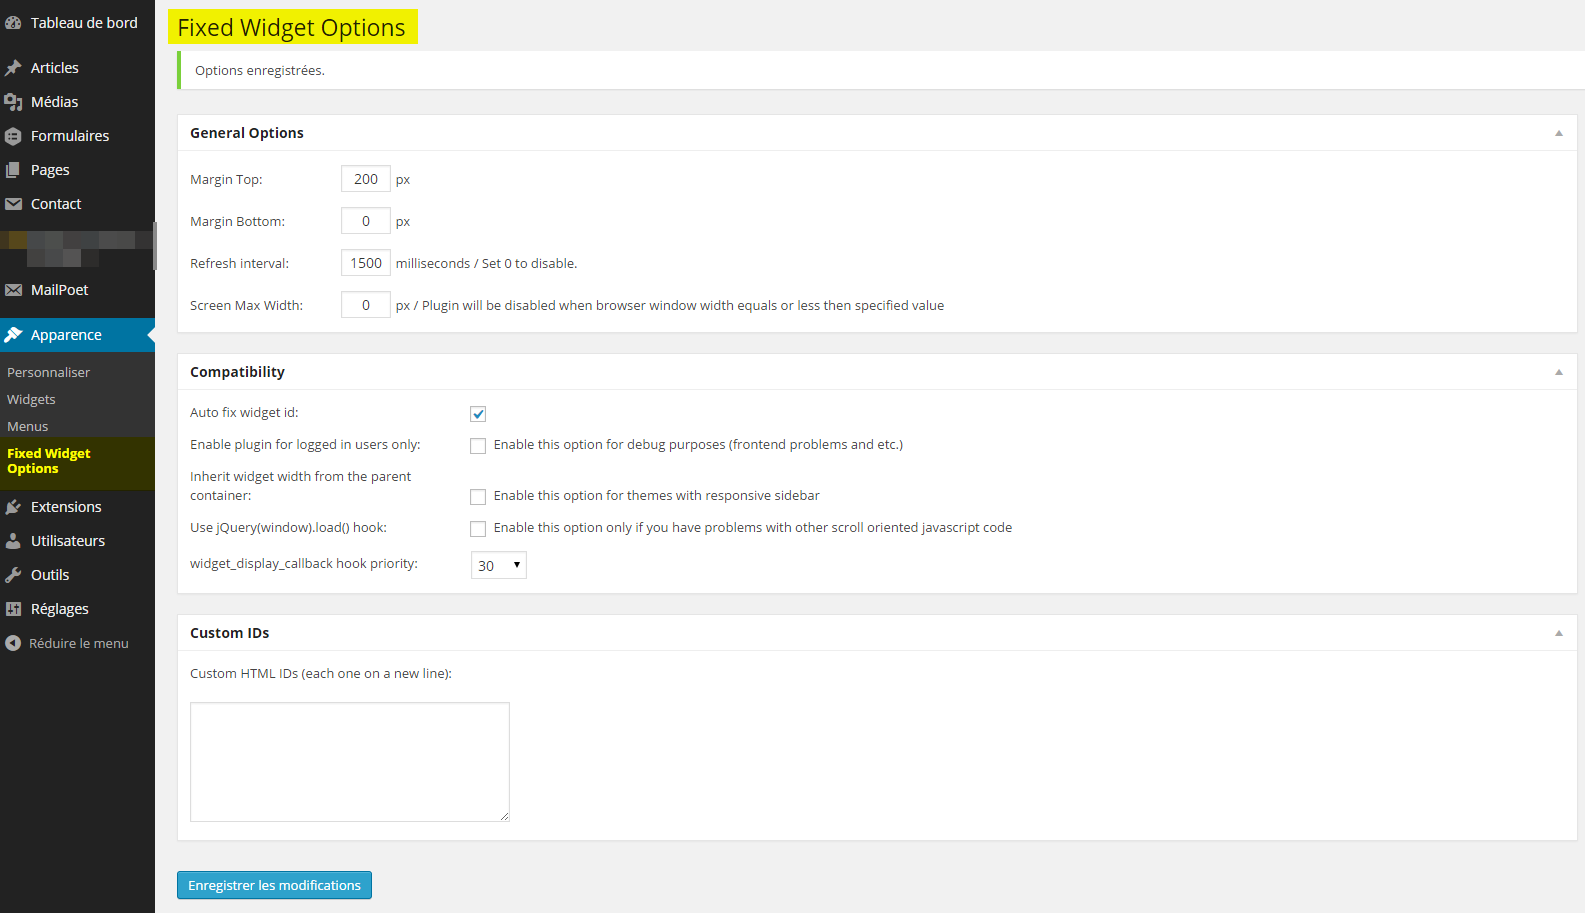 Tableau de bord
Articles
Médias
Formulaires
Pages
Contact
MailPoet
Apparence
Personnaliser
Widgets
Menus
Fixed Widget
Options
Extensions
Utilisateurs
Outils
Réglages
Réduire le menu
Fixed Widget Options
Options enregistrées.
General Options
Margin Top: 200 px
Margin Bottom: 0 px
Refresh interval: 1500 milliseconds / Set 0 to disable.
Screen Max Width: 0 px / Plugin will be disabled when browser window width equals or less then specified value
Compatibility
Auto fix widget id:
Enable plugin for logged in users only: Enable this option for debug purposes (frontend problems and etc.)
Inherit widget width from the parent
container: Enable this option for themes with responsive sidebar
Use jQuery(window).load() hook: Enable this option only if you have problems with other scroll oriented javascript code
widget_display_callback hook priority: 30
Custom IDs
Custom HTML IDs (each one on a new line):
Enregistrer les modifications